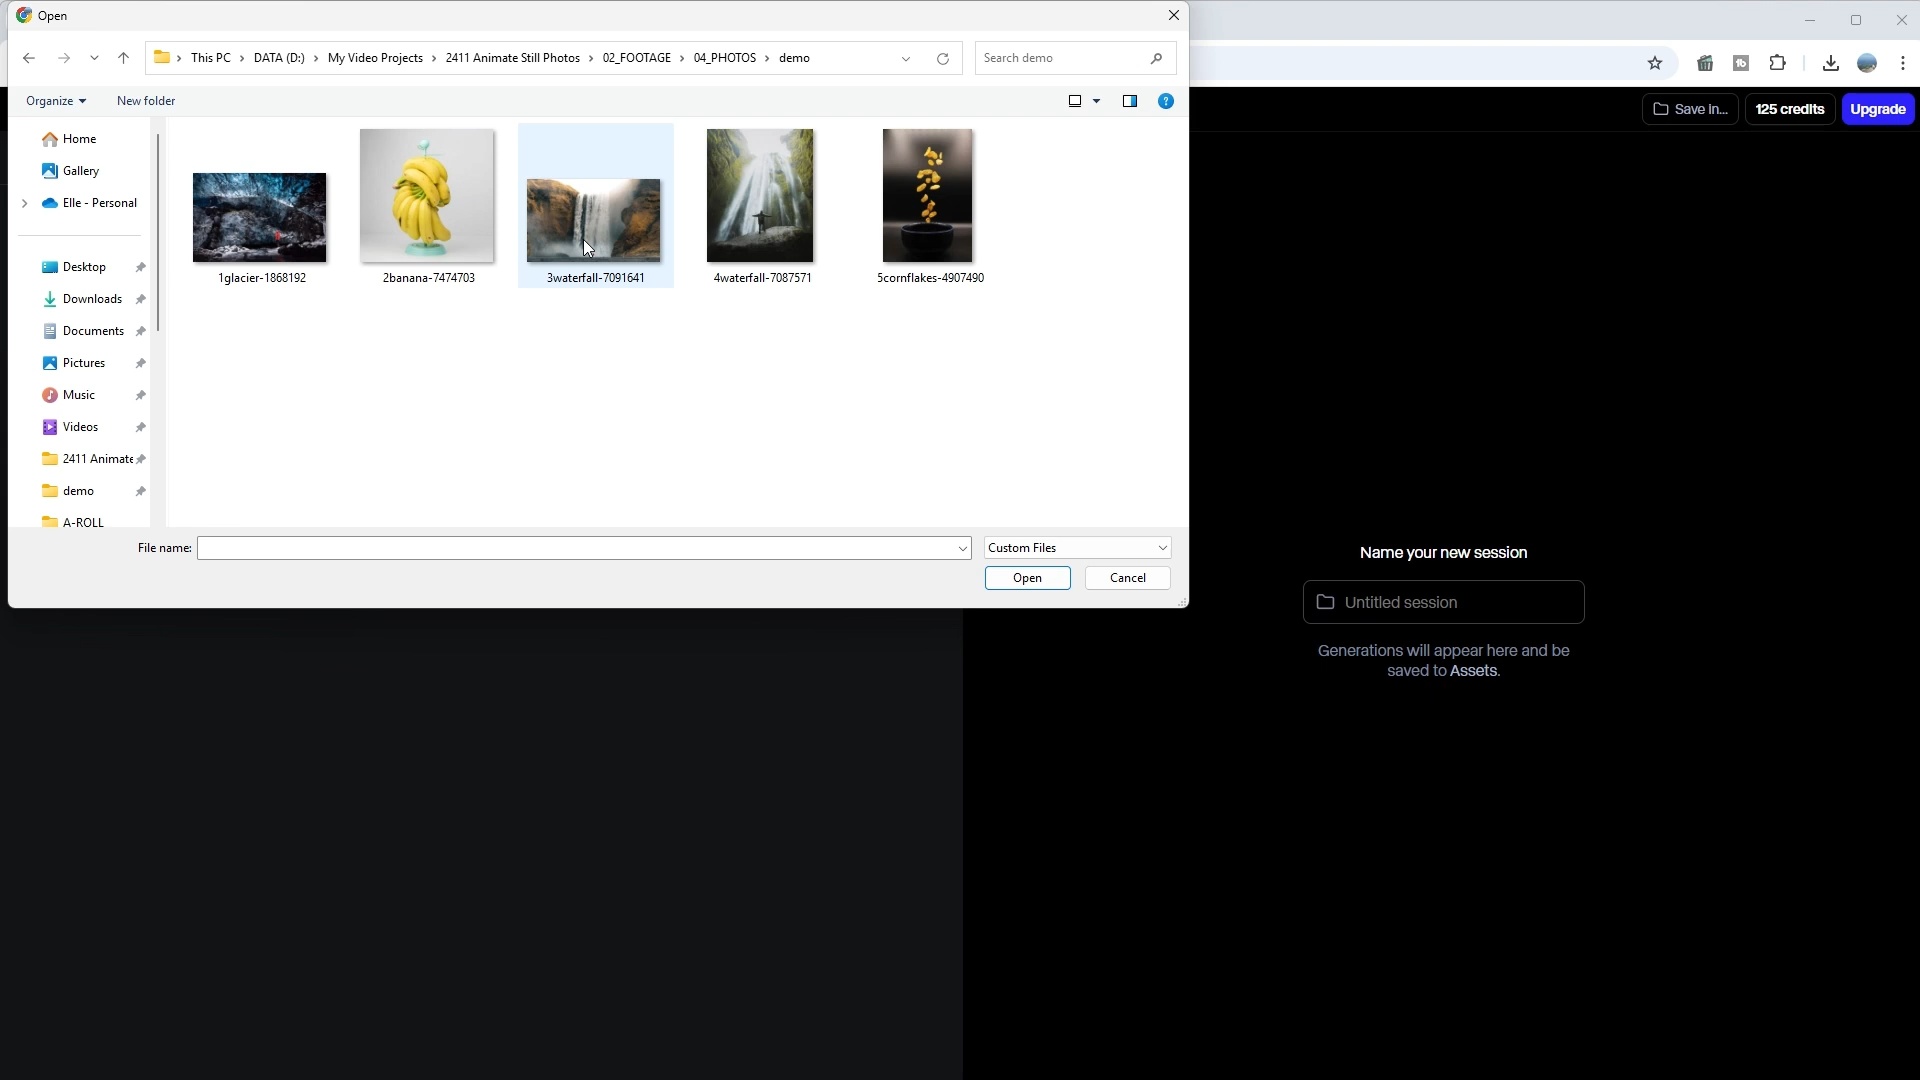 Open
This PC > DATA (D:) > My Video Projects > 2411 Animate Still Photos > 02_FOOTAGE > 04_PHOTOS > demo
Search demo
Organize
New folder
Save in...
125 credits
Upgrade
Home
Gallery
Elle - Personal
Desktop
Downloads
Documents
Pictures
Music
Videos
2411 Animate
demo
A-ROLL
1glacier-1868192
2banana-7474703
3waterfall-7091641
4waterfall-7087571
5cornflakes-4907490
File name:
Custom Files
Open
Cancel
Name your new session
Untitled session
Generations will appear here and be
saved to Assets.